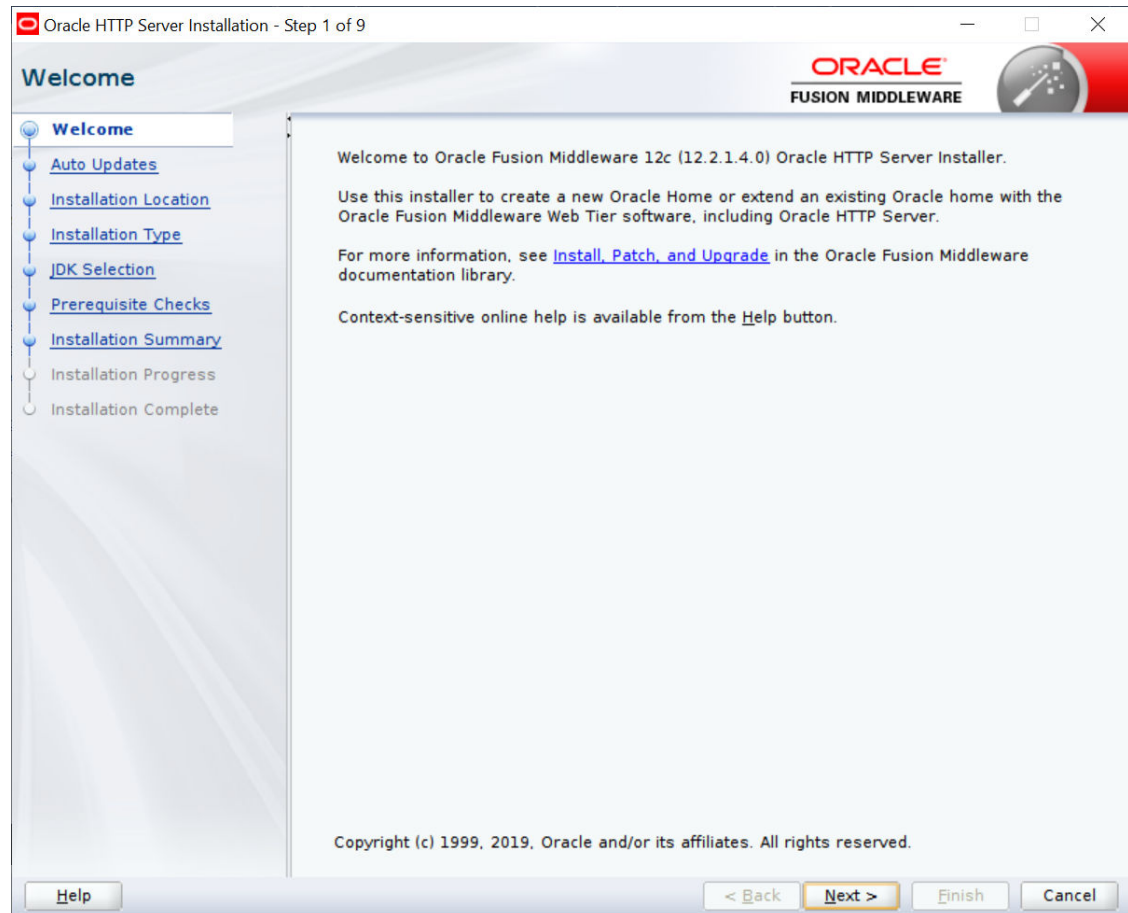 Oracle HTTP Server Installation - Step 1 of 9
Welcome
ORACLE®
FUSION MIDDLEWARE
Welcome
Auto Updates
Installation Location
Installation Type
JDK Selection
Prerequisite Checks
Installation Summary
Installation Progress
Installation Complete
Welcome to Oracle Fusion Middleware 12c (12.2.1.4.0) Oracle HTTP Server Installer.
Use this installer to create a new Oracle Home or extend an existing Oracle home with the
Oracle Fusion Middleware Web Tier software, including Oracle HTTP Server.
For more information, see Install, Patch, and Upgrade in the Oracle Fusion Middleware
documentation library.
Context-sensitive online help is available from the Help button.
Copyright (c) 1999, 2019, Oracle and/or its affiliates. All rights reserved.
Help
< Back
Next >
Finish
Cancel